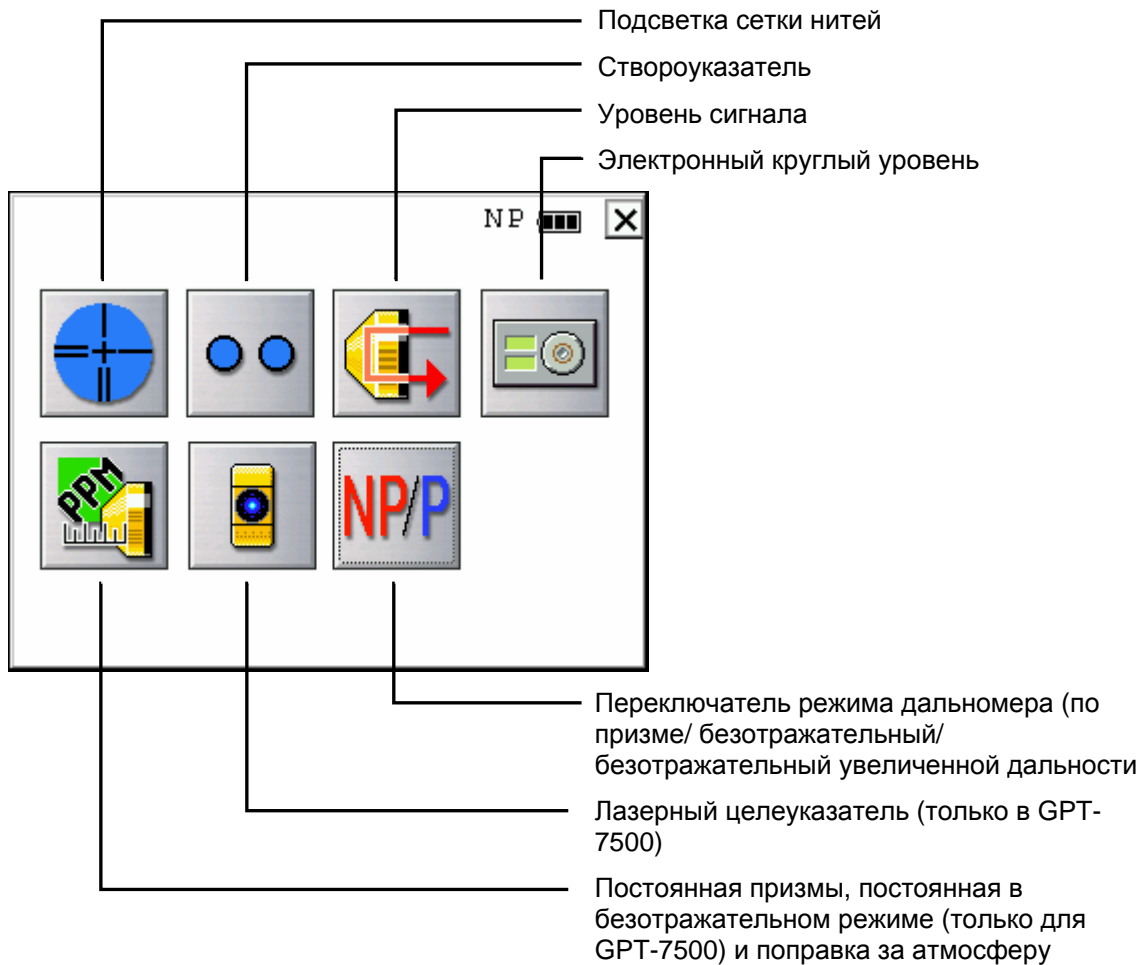 Подсветка сетки нитей
Створоуказатель
Уровень сигнала
Электронный круглый уровень
NP
PPM
NP/P
Переключатель режима дальномера (по
призме/ безотражательный/
безотражательный увеличенной дальности
Лазерный целеуказатель (только в GPT-
7500)
Постоянная призмы, постоянная в
безотражательном режиме (только для
GPT-7500) и поправка за атмосферу